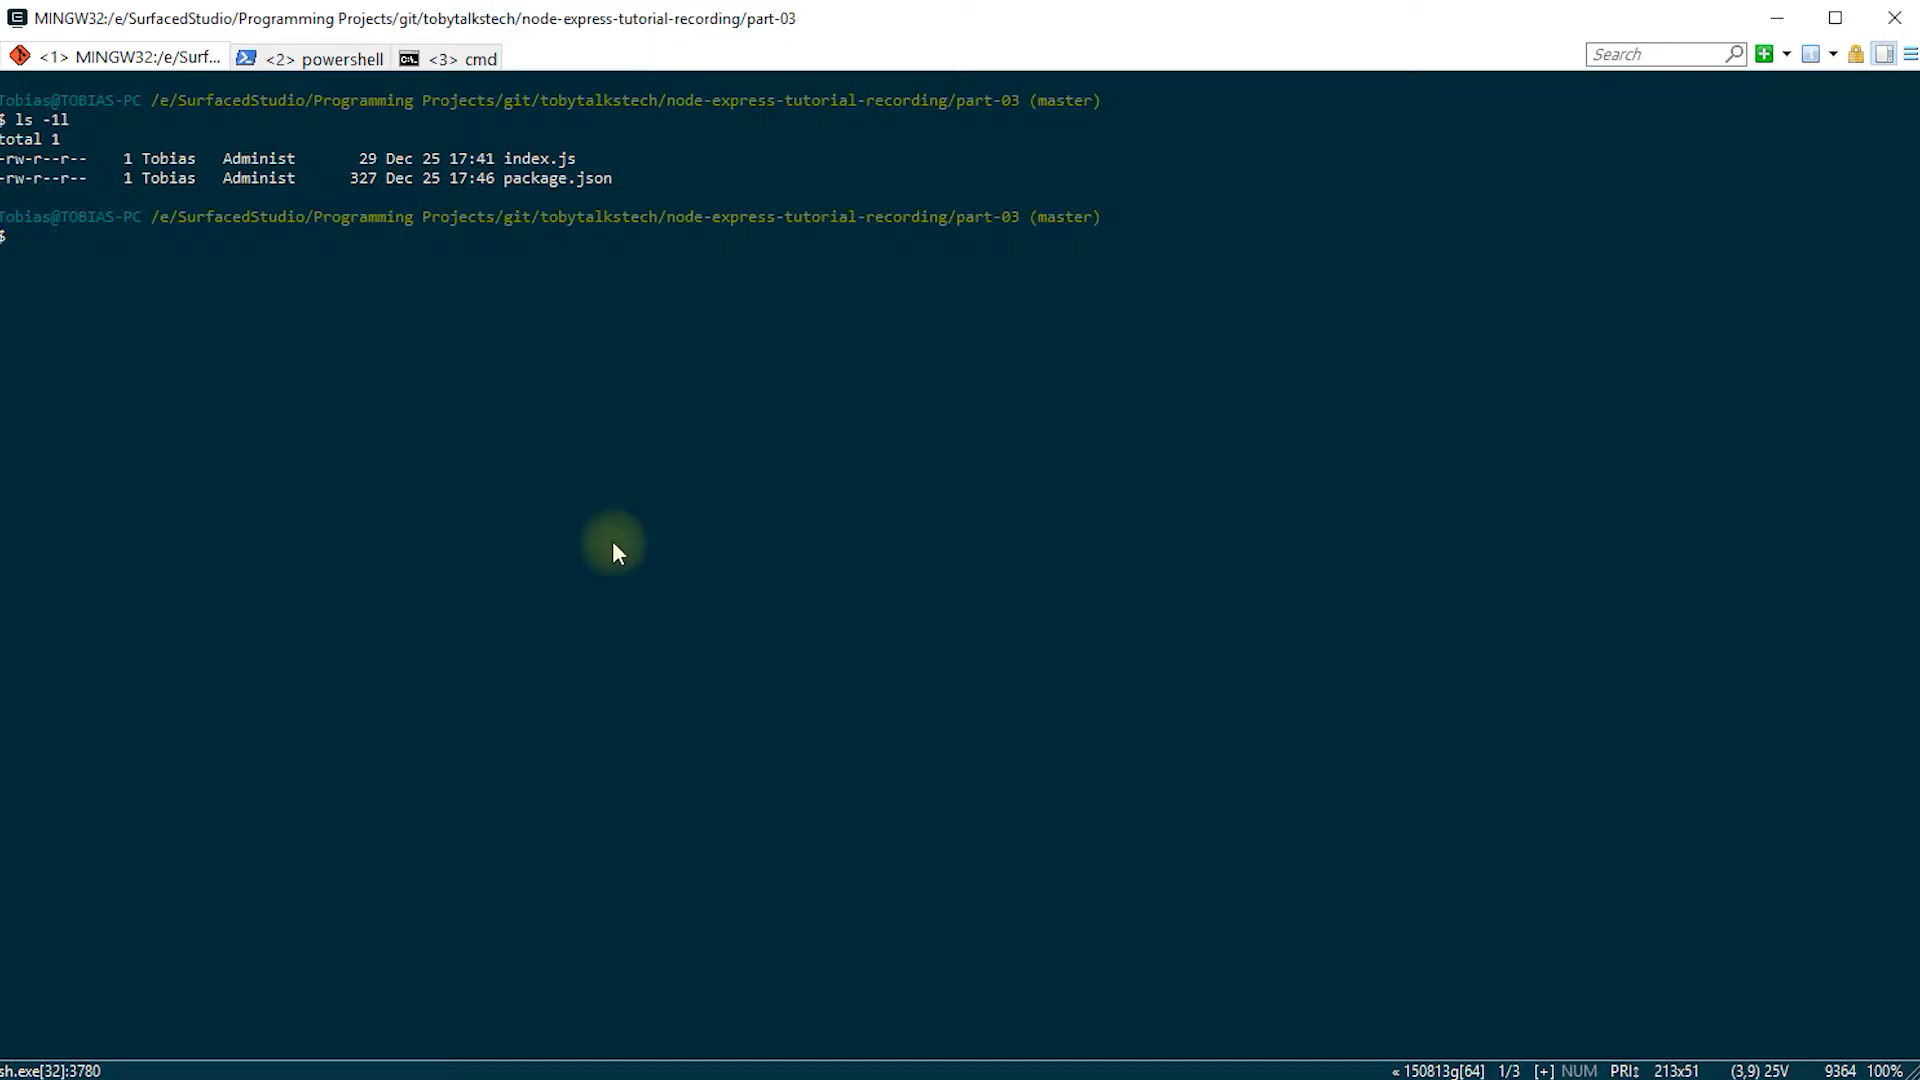 MINGW32:/e/SurfacedStudio/Programming Projects/git/tobytalkstech/node-express-tutorial-recording/part-03
<1> MINGW32:/e/Surf... <2> powershell <3> cmd Search
Tobias@TOBIAS-PC /e/SurfacedStudio/Programming Projects/git/tobytalkstech/node-express-tutorial-recording/part-03 (master)
$ ls -1l
total 1
-rw-r--r-- 1 Tobias Administ 29 Dec 25 17:41 index.js
-rw-r--r-- 1 Tobias Administ 327 Dec 25 17:46 package.json
Tobias@TOBIAS-PC /e/SurfacedStudio/Programming Projects/git/tobytalkstech/node-express-tutorial-recording/part-03 (master)
$
sh.exe[32]:3780 « 150813g[64] 1/3 [+] NUM PRI↕ 213x51 (3,9) 25V 9364 100%